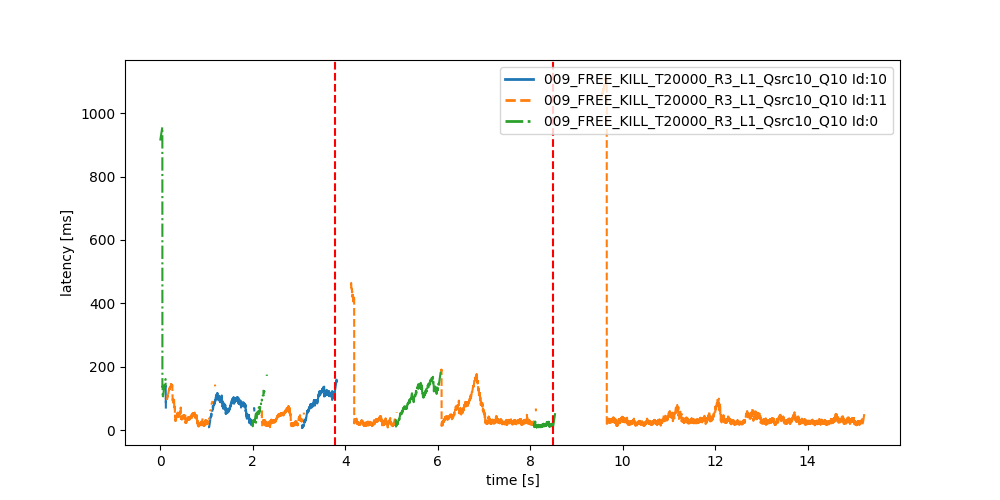 009_FREE_KILL_T20000_R3_L1_Qsrc10_Q10 Id:10
009_FREE_KILL_T20000_R3_L1_Qsrc10_Q10 Id:11
009_FREE_KILL_T20000_R3_L1_Qsrc10_Q10 Id:0
1000
800
600
400
200
0
latency [ms]
0 2 4 6 8 10 12 14
time [s]